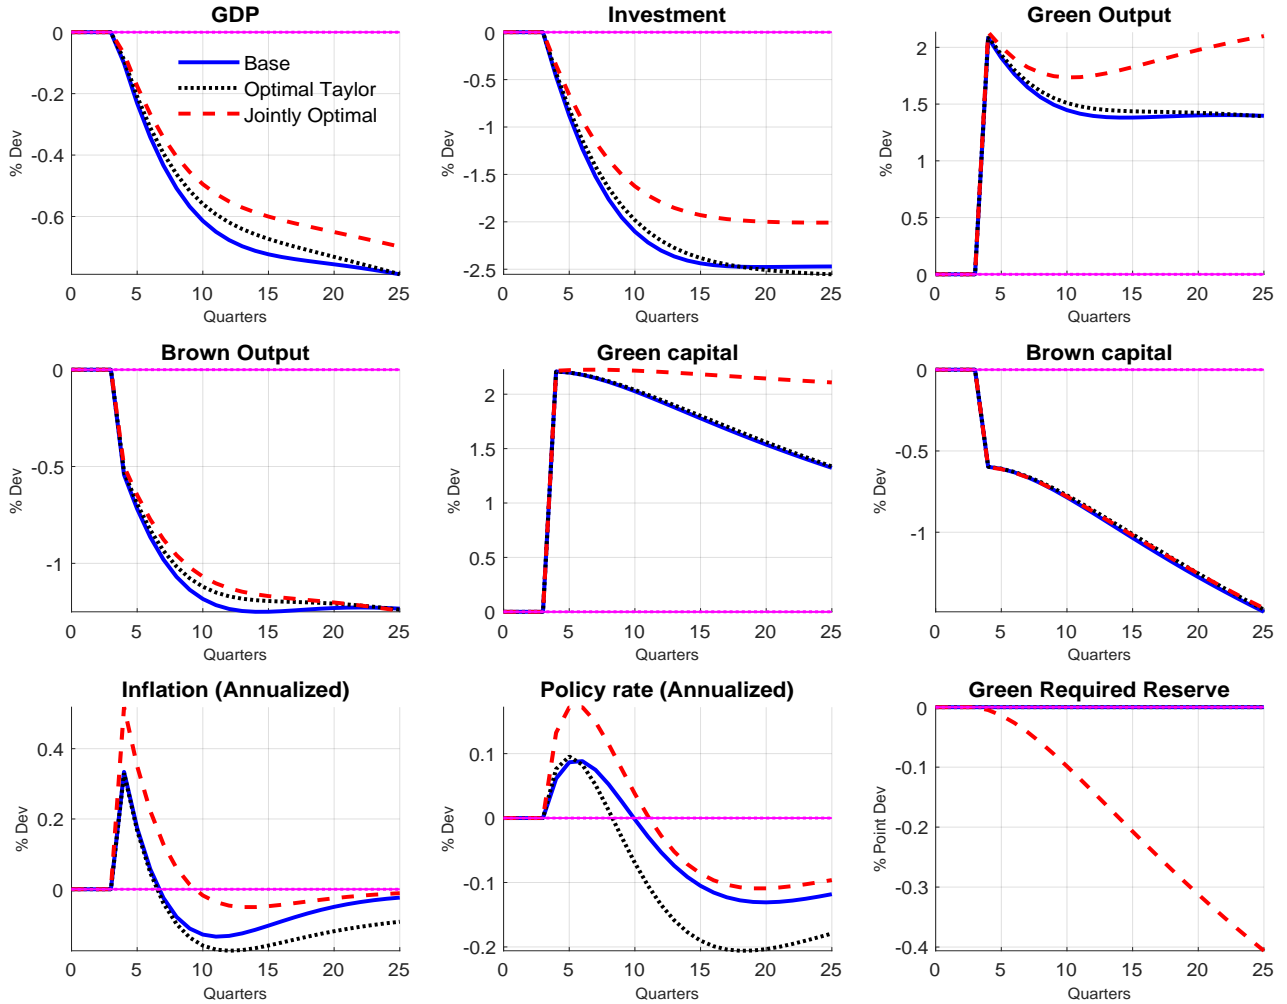 GDP
0
-0.2
-0.4
-0.6
% Dev
Base
Optimal Taylor
Jointly Optimal
0 5 10 15 20 25
Quarters
Investment
0
-0.5
-1
-1.5
-2
-2.5
% Dev
0 5 10 15 20 25
Quarters
Green Output
2
1.5
1
0.5
0
% Dev
0 5 10 15 20 25
Quarters
Brown Output
0
-0.5
-1
% Dev
0 5 10 15 20 25
Quarters
Green capital
2
1.5
1
0.5
0
% Dev
0 5 10 15 20 25
Quarters
Brown capital
0
-0.5
-1
% Dev
0 5 10 15 20 25
Quarters
Inflation (Annualized)
0.4
0.2
0
% Dev
0 5 10 15 20 25
Quarters
Policy rate (Annualized)
0.1
0
-0.1
-0.2
% Dev
0 5 10 15 20 25
Quarters
Green Required Reserve
0
-0.1
-0.2
-0.3
-0.4
% Point Dev
0 5 10 15 20 25
Quarters